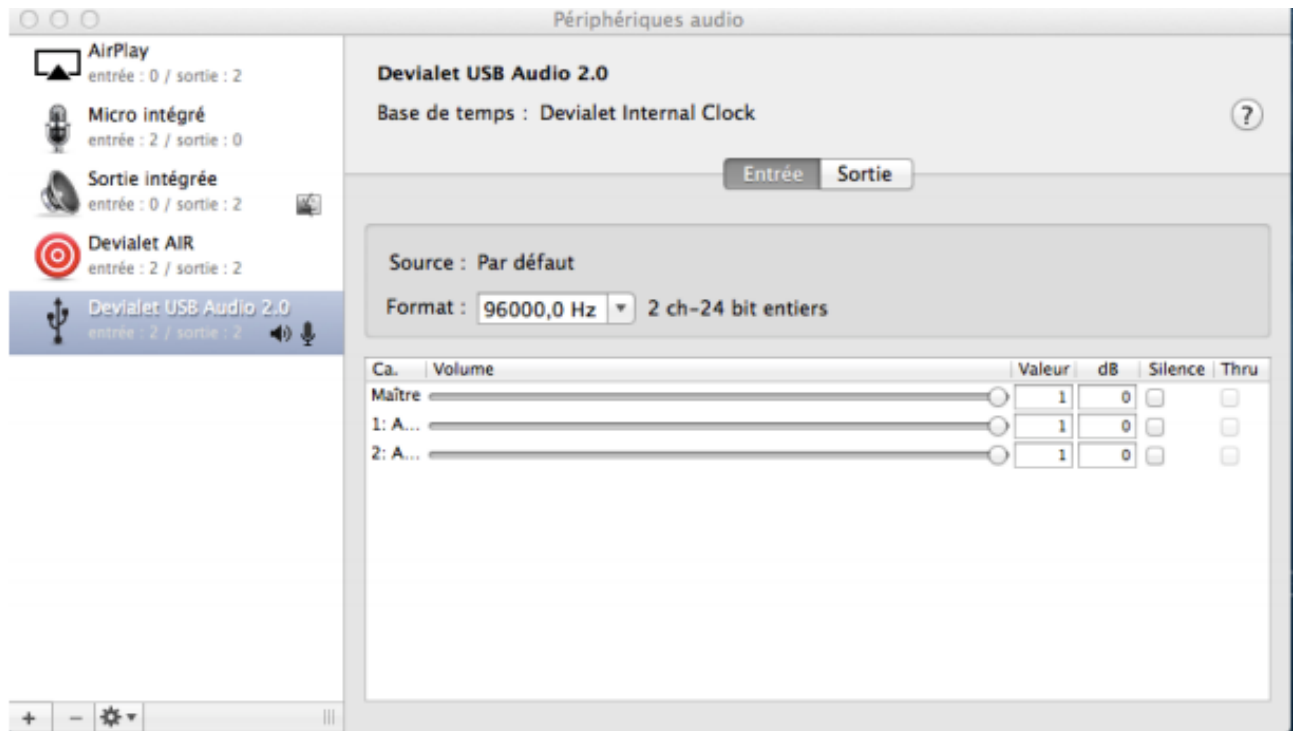 Périphériques audio
AirPlay
entrée : 0 / sortie : 2
Micro intégré
entrée : 2 / sortie : 0
Sortie intégrée
entrée : 0 / sortie : 2
Devialet AIR
entrée : 2 / sortie : 2
Devialet USB Audio 2.0
entrée : 2 / sortie : 2
Devialet USB Audio 2.0
Base de temps : Devialet Internal Clock
?
Entrée Sortie
Source : Par défaut
Format : 96000,0 Hz 2 ch-24 bit entiers
Ca. Volume Valeur dB Silence Thru
Maître 1 0
1: A... 1 0
2: A... 1 0
+ -